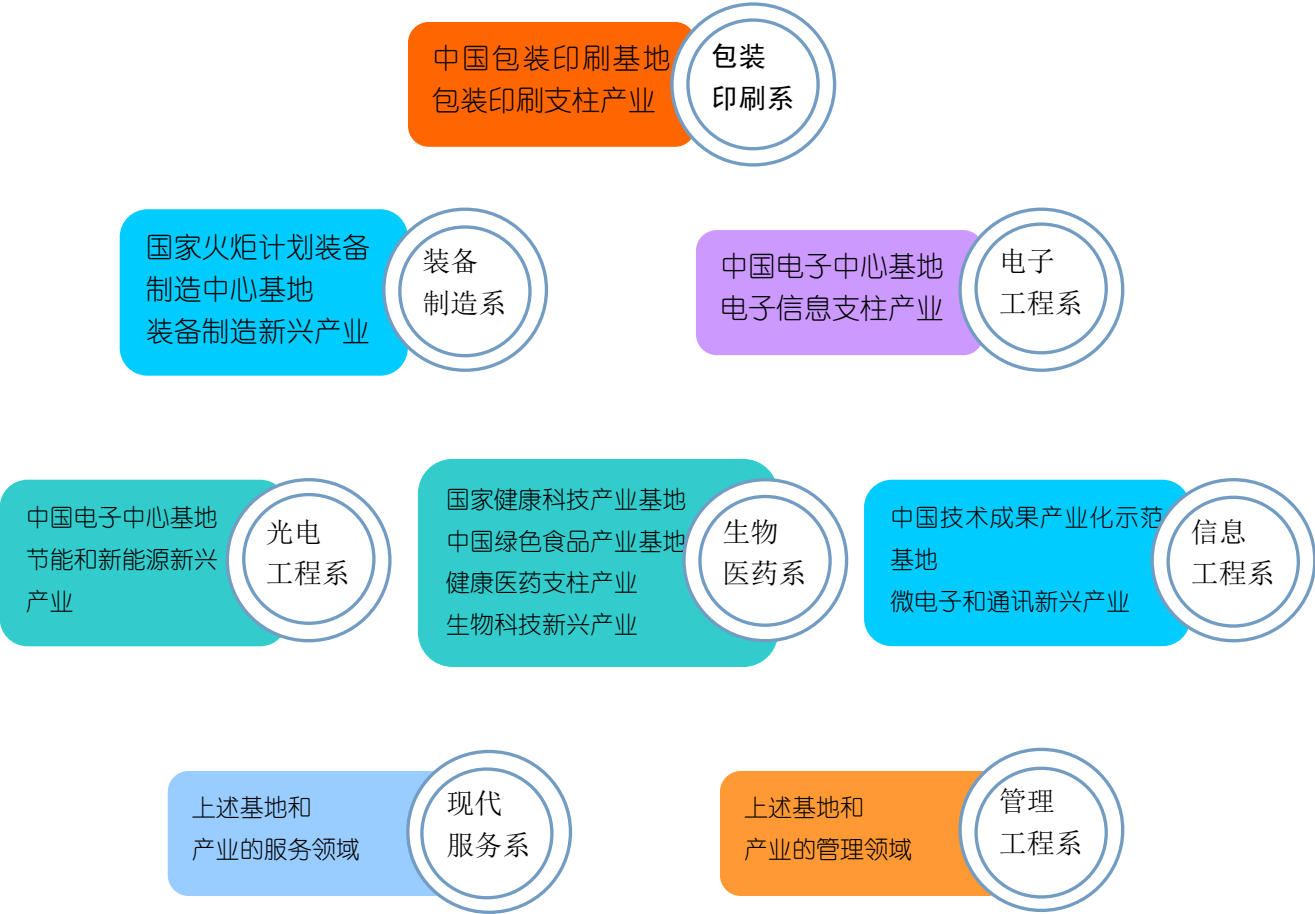 中国包装印刷基地
包装印刷支柱产业
包装
印刷系
国家火炬计划装备
制造中心基地
装备制造新兴产业
装备
制造系
中国电子中心基地
电子信息支柱产业
电子
工程系
中国电子中心基地
节能和新能源新兴
产业
光电
工程系
国家健康科技产业基地
中国绿色食品产业基地
健康医药支柱产业
生物科技新兴产业
生物
医药系
中国技术成果产业化示范
基地
微电子和通讯新兴产业
信息
工程系
上述基地和
产业的服务领域
现代
服务系
上述基地和
产业的管理领域
管理
工程系